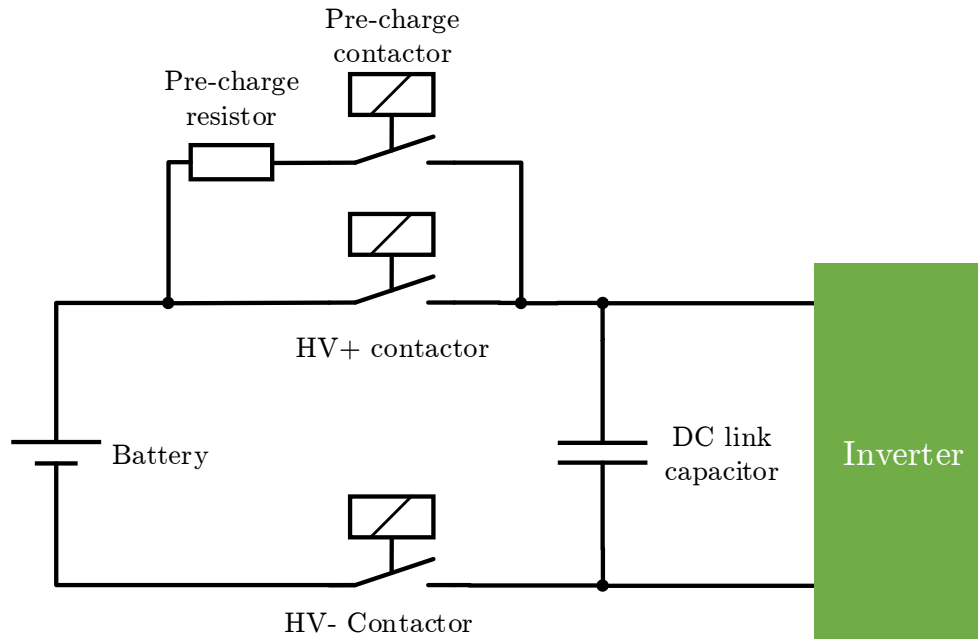 Pre-charge
contactor
Pre-charge
resistor
HV+ contactor
Battery
DC link
capacitor
Inverter
HV- Contactor